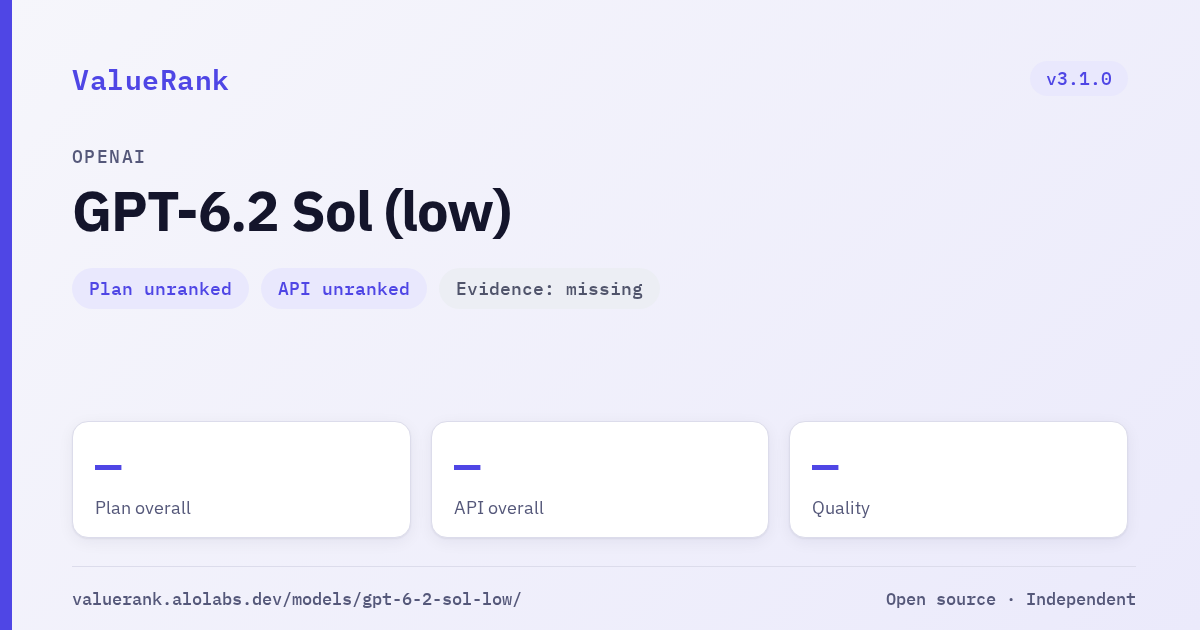 ValueRank
v3.1.0
OPENAI
GPT-6.2 Sol (low)
Plan unranked
API unranked
Evidence: missing
—
Plan overall
—
API overall
—
Quality
valuerank.alolabs.dev/models/gpt-6-2-sol-low/
Open source · Independent